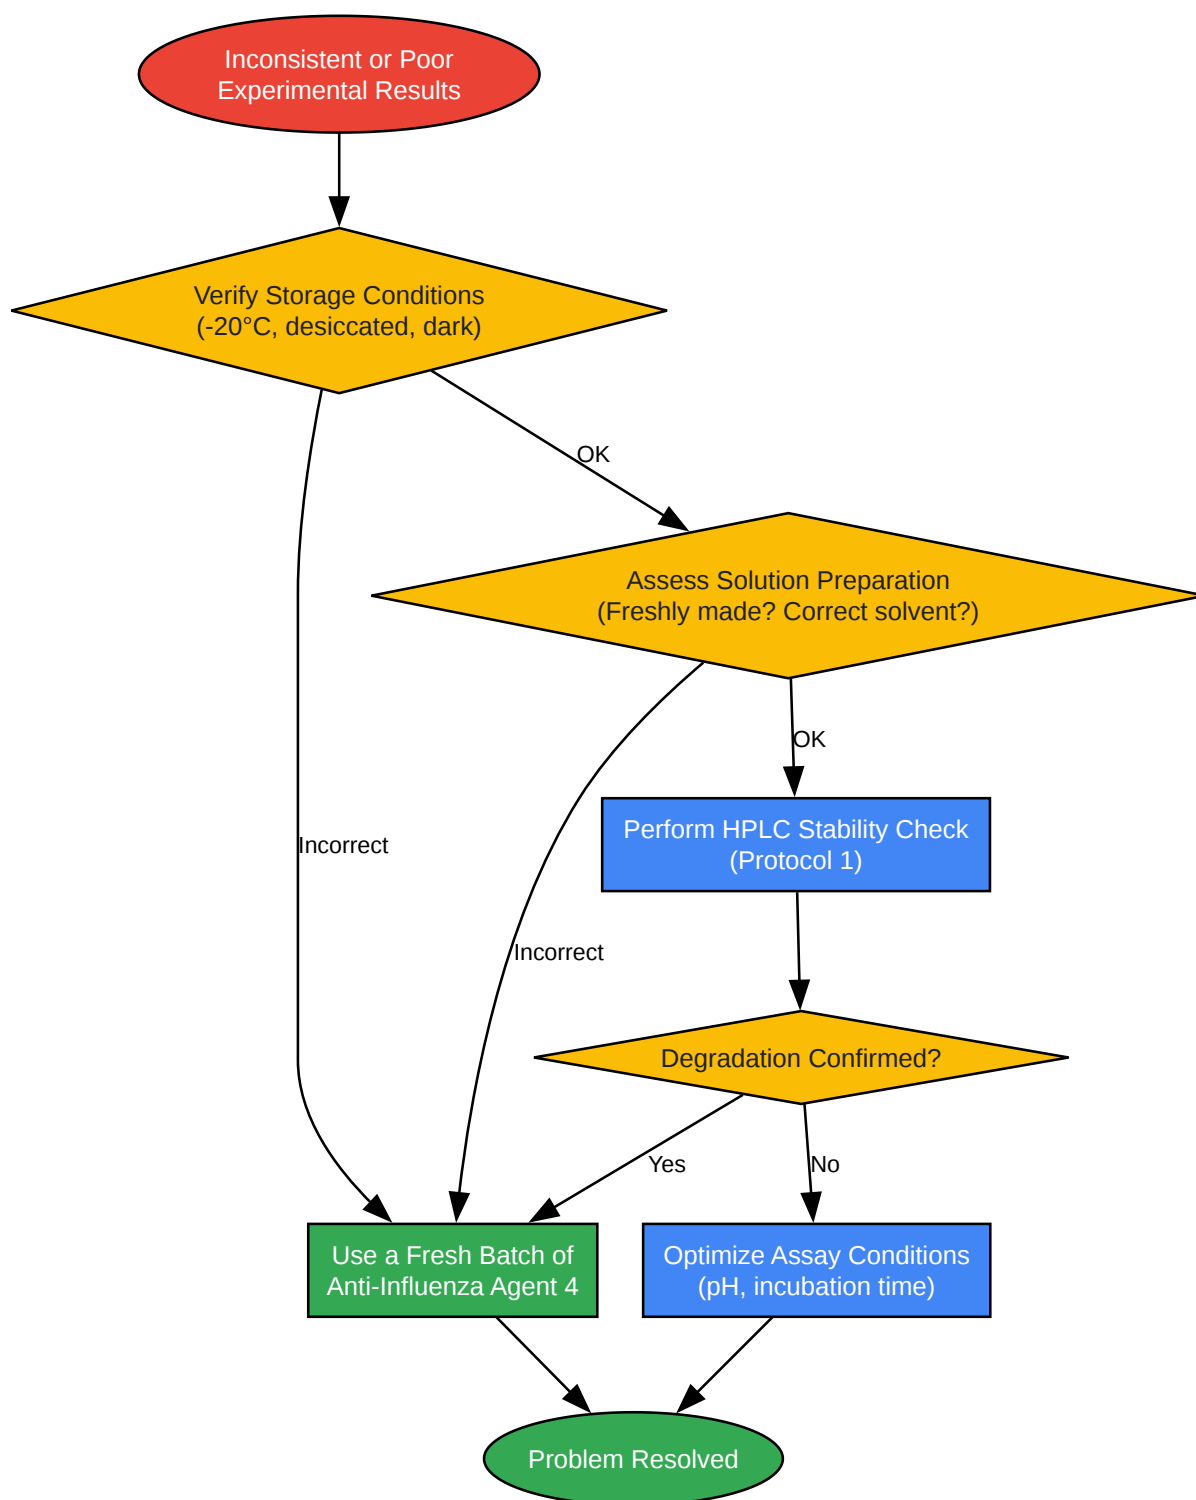 Inconsistent or Poor
Experimental Results
Verify Storage Conditions
(-20°C, desiccated, dark)
OK
Assess Solution Preparation
(Freshly made? Correct solvent?)
OK
Perform HPLC Stability Check
(Protocol 1)
Incorrect
Incorrect
Degradation Confirmed?
Yes
No
Use a Fresh Batch of
Anti-Influenza Agent 4
Optimize Assay Conditions
(pH, incubation time)
Problem Resolved